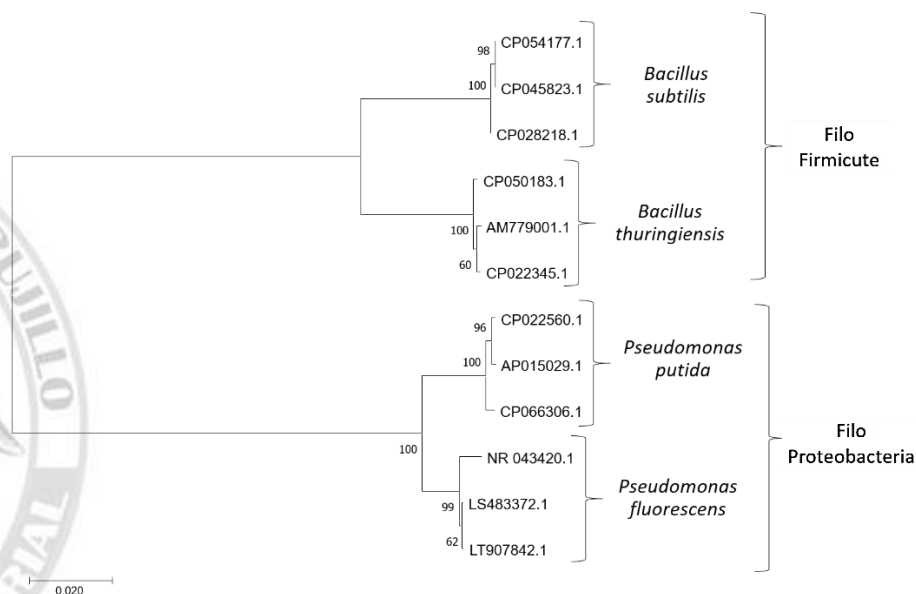 98
CP054177.1
100
CP045823.1
CP028218.1
Bacillus
subtilis
CP050183.1
100
AM779001.1
60
CP022345.1
Bacillus
thuringiensis
Filo
Firmicute
96
CP022560.1
100
AP015029.1
CP066306.1
Pseudomonas
putida
100
NR 043420.1
99
LS483372.1
62
LT907842.1
Pseudomonas
fluorescens
Filo
Proteobacteria
0.020
UJILLO
RIAL